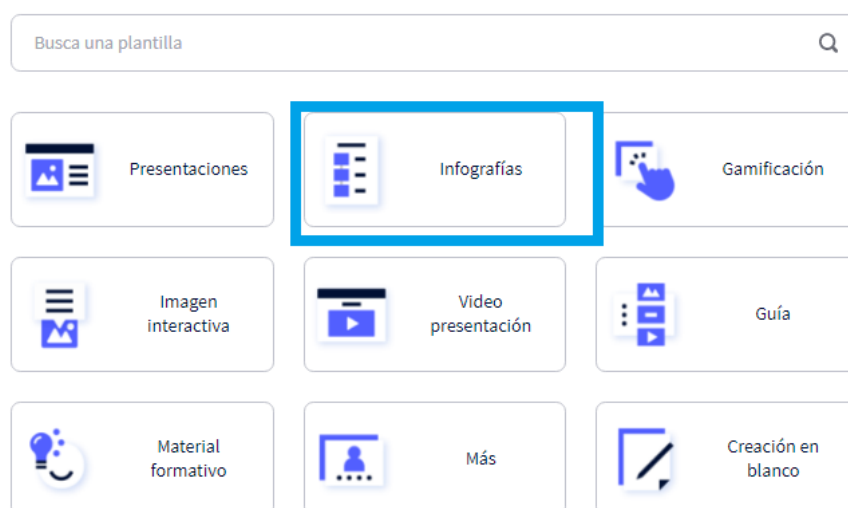 Busca una plantilla
Presentaciones
Infografías
Gamificación
Imagen
interactiva
Video
presentación
Guía
Material
formativo
Más
Creación en
blanco